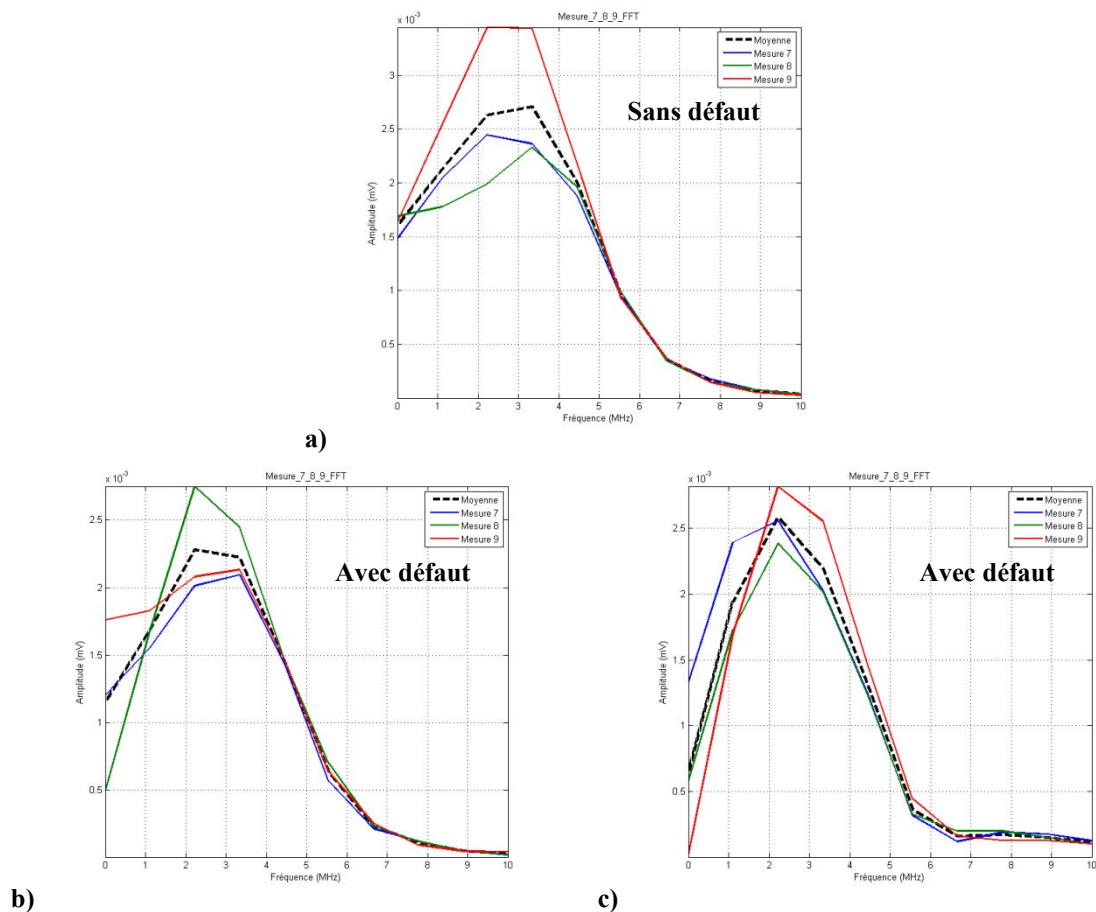 Mesure_7_8_9_FFT
x 10⁻³
Moyenne
Mesure 7
Mesure 8
Mesure 9
Sans défaut
3
2.5
2
1.5
1
0.5
Amplitude (mV)
0 1 2 3 4 5 6 7 8 9 10
Fréquence (MHz)
a)
Mesure_7_8_9_FFT
x 10⁻³
Moyenne
Mesure 7
Mesure 8
Mesure 9
Avec défaut
2.5
2
1.5
1
0.5
Amplitude (mV)
0 1 2 3 4 5 6 7 8 9 10
Fréquence (MHz)
b)
Mesure_7_8_9_FFT
x 10⁻³
Moyenne
Mesure 7
Mesure 8
Mesure 9
Avec défaut
2.5
2
1.5
1
0.5
Amplitude (mV)
0 1 2 3 4 5 6 7 8 9 10
Fréquence (MHz)
c)